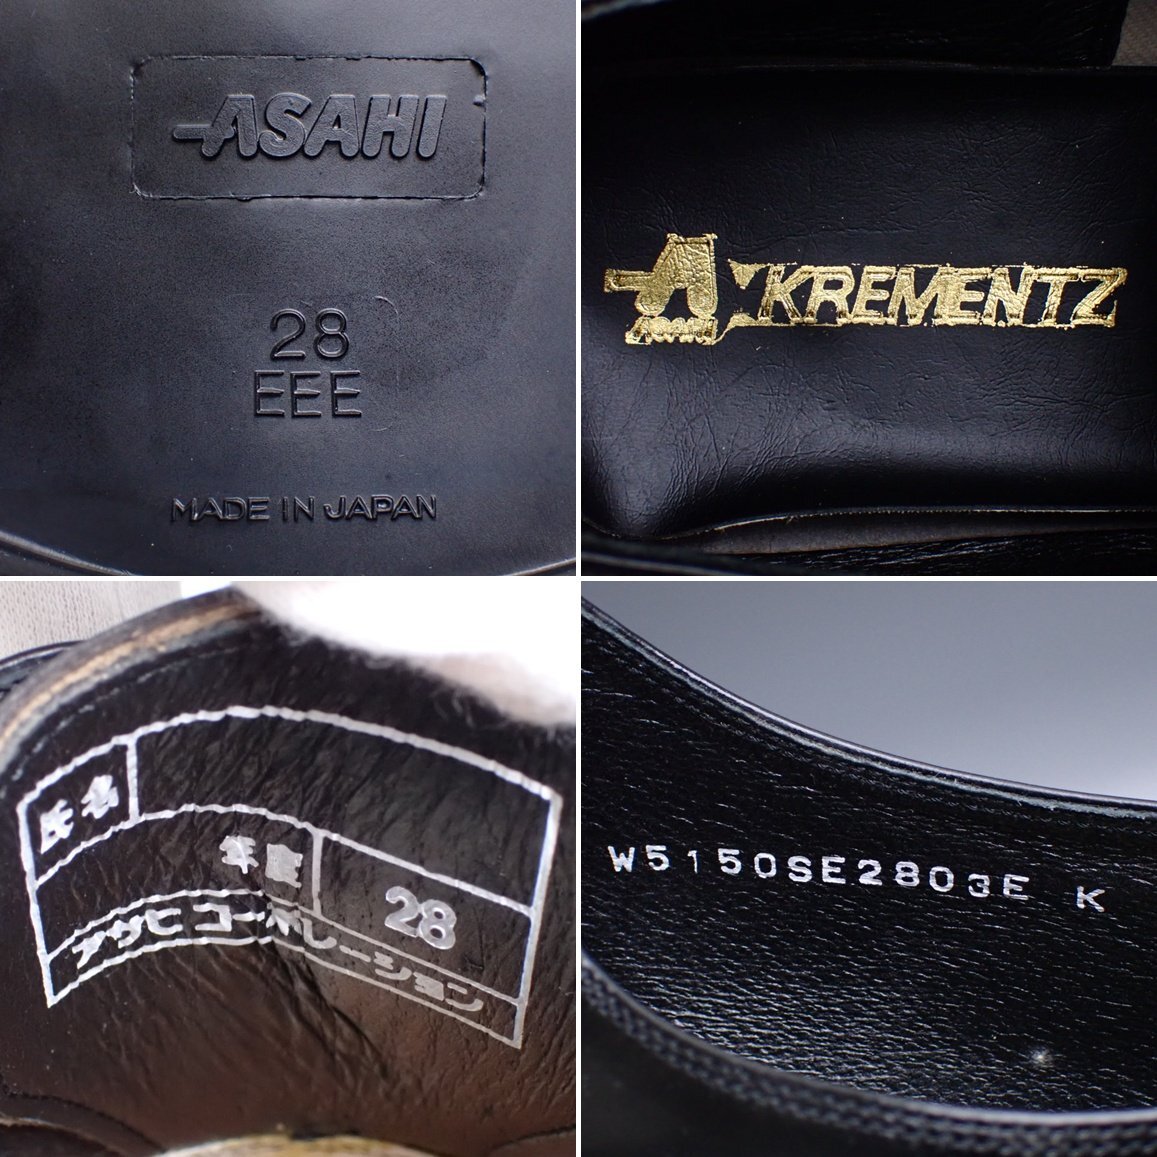 ASAHI
28
EEE
MADE IN JAPAN
KREMENTZ
氏名
年度
28
アサヒコーポレーション
W5150SE2803E K